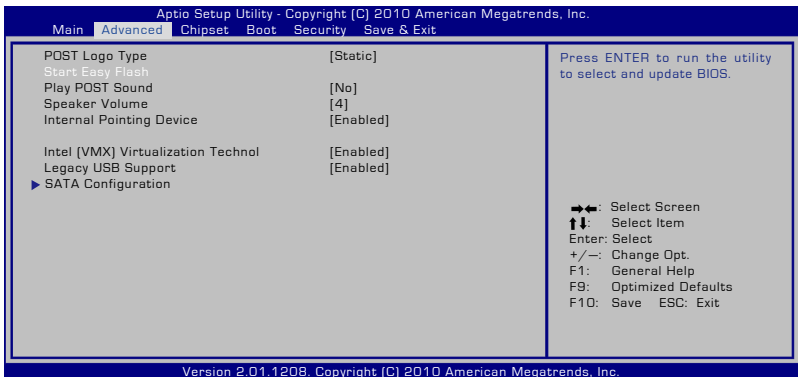 Aptio Setup Utility - Copyright (C) 2010 American Megatrends, Inc.
Main Advanced Chipset Boot Security Save & Exit
POST Logo Type [Static]
Start Easy Flash
Play POST Sound [No]
Speaker Volume [4]
Internal Pointing Device [Enabled]
Intel (VMX) Virtualization Technol [Enabled]
Legacy USB Support [Enabled]
SATA Configuration
Press ENTER to run the utility
to select and update BIOS.
→←: Select Screen
↑↓: Select Item
Enter: Select
+/—: Change Opt.
F1: General Help
F9: Optimized Defaults
F10: Save ESC: Exit
Version 2.01.1208. Copyright (C) 2010 American Megatrends, Inc.